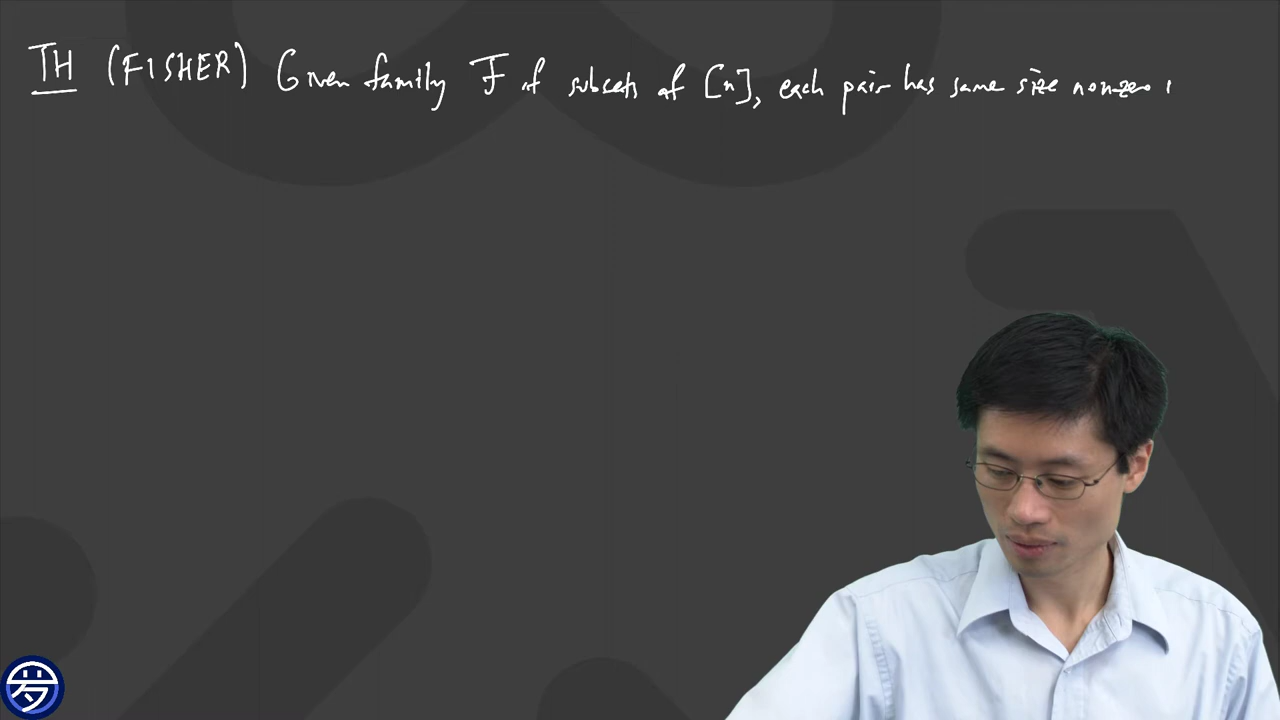 TH (FISHER) Given family F of subsets of [n], each pair has same size nonzero